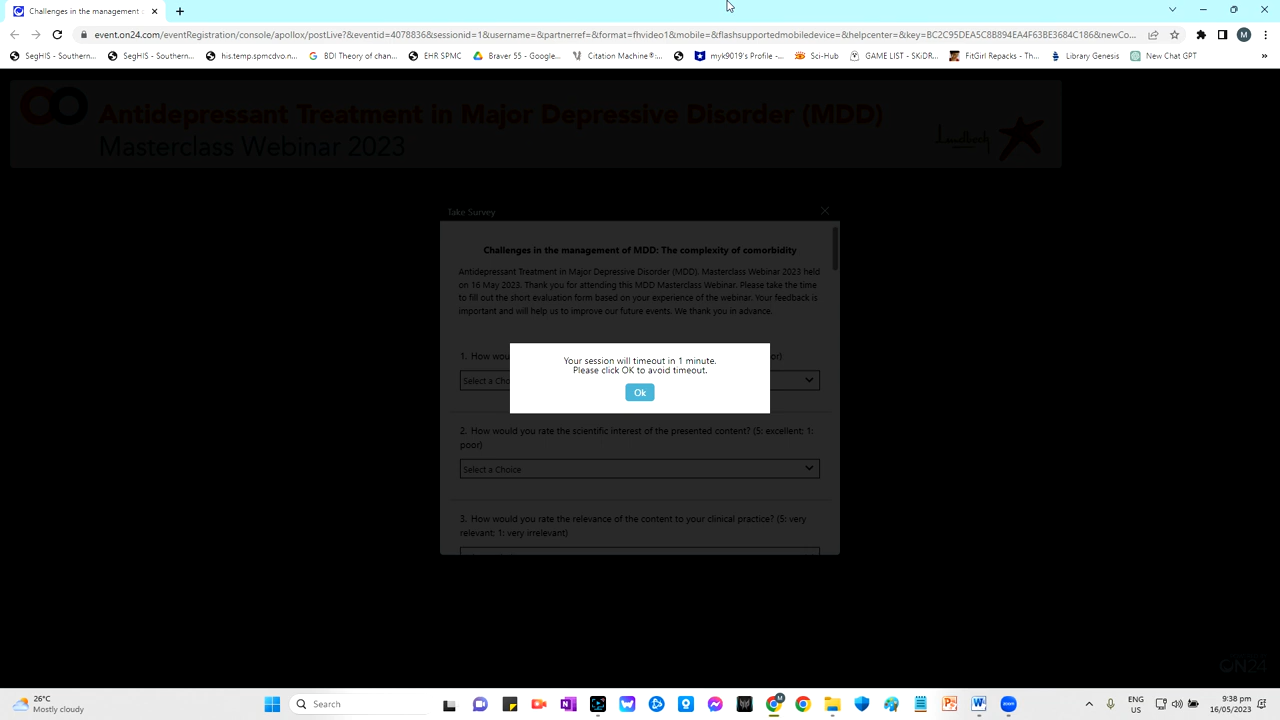 Challenges in the management of
event.on24.com/eventRegistration/console/apollox/postLive?&eventid=4078836&sessionid=1&username=&partnerref=&format=fhvideo1&mobile=&flashsupportedmobiledevice=&helpcenter=&key=BC2C95DEA5C8B894EA4F63BE3684C186&newCo...
M
SegHIS - Southern...
SegHIS - Southern...
his.temp.spmcdvo.n...
BDI Theory of chan...
EHR SPMC
Braver 55 - Google...
Citation Machine®:...
myk9019's Profile -...
Sci-Hub
GAME LIST - SKiDR...
FitGirl Repacks - Th...
Library Genesis
New Chat GPT
»
Antidepressant Treatment in Major Depressive Disorder (MDD)
Masterclass Webinar 2023
Lundbeck
Take Survey
Challenges in the management of MDD: The complexity of comorbidity
Antidepressant Treatment in Major Depressive Disorder (MDD). Masterclass Webinar 2023 held
on 16 May 2023. Thank you for attending this MDD Masterclass Webinar. Please take the time
to fill out the short evaluation form based on your experience of the webinar. Your feedback is
important and will help us to improve our future events. We thank you in advance.
1. How wou
or)
Select a Cho
Your session will timeout in 1 minute.
Please click OK to avoid timeout.
Ok
2. How would you rate the scientific interest of the presented content? (5: excellent: 1:
poor)
Select a Choice
3. How would you rate the relevance of the content to your clinical practice? (5: very
relevant: 1: very irrelevant)
ON24
26°C
Mostly cloudy
Search
ENG
US
9:38 pm
16/05/2023